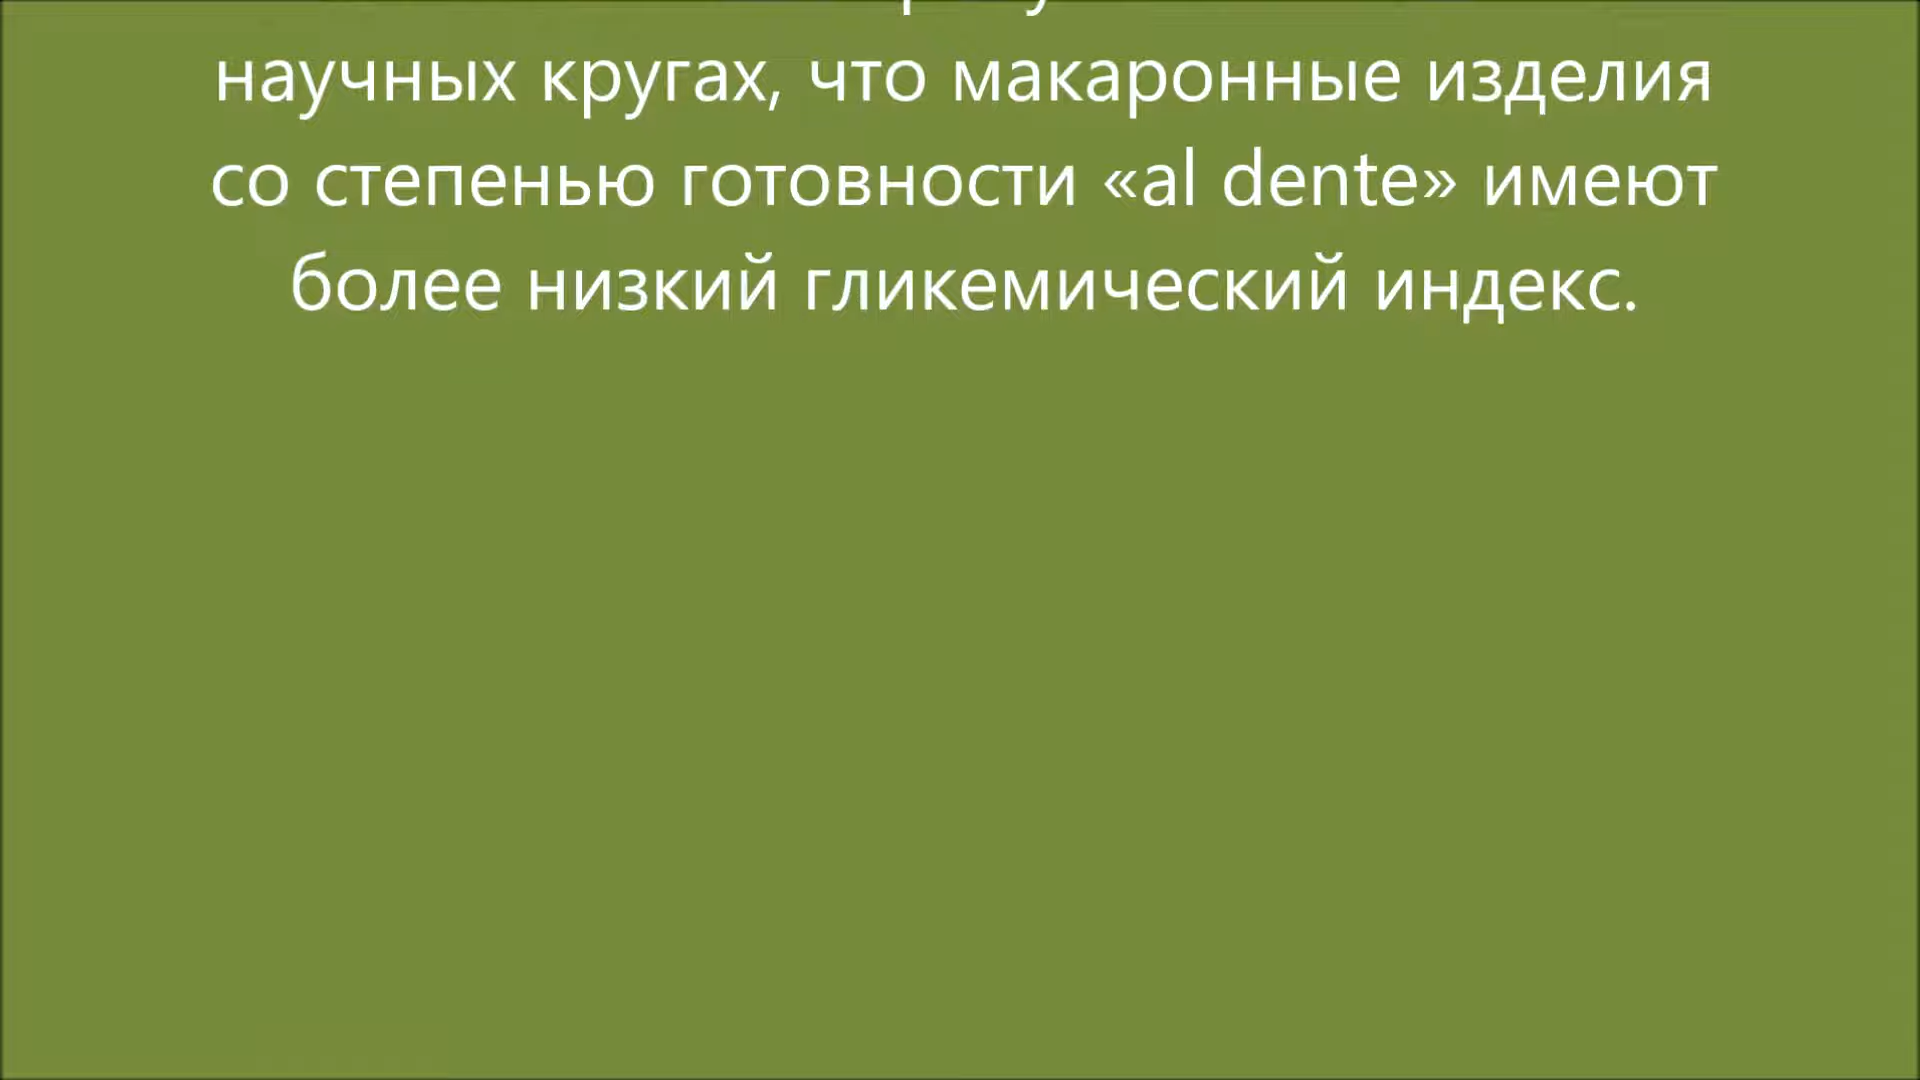 научных кругах, что макаронные изделия
со степенью готовности «al dente» имеют
более низкий гликемический индекс.